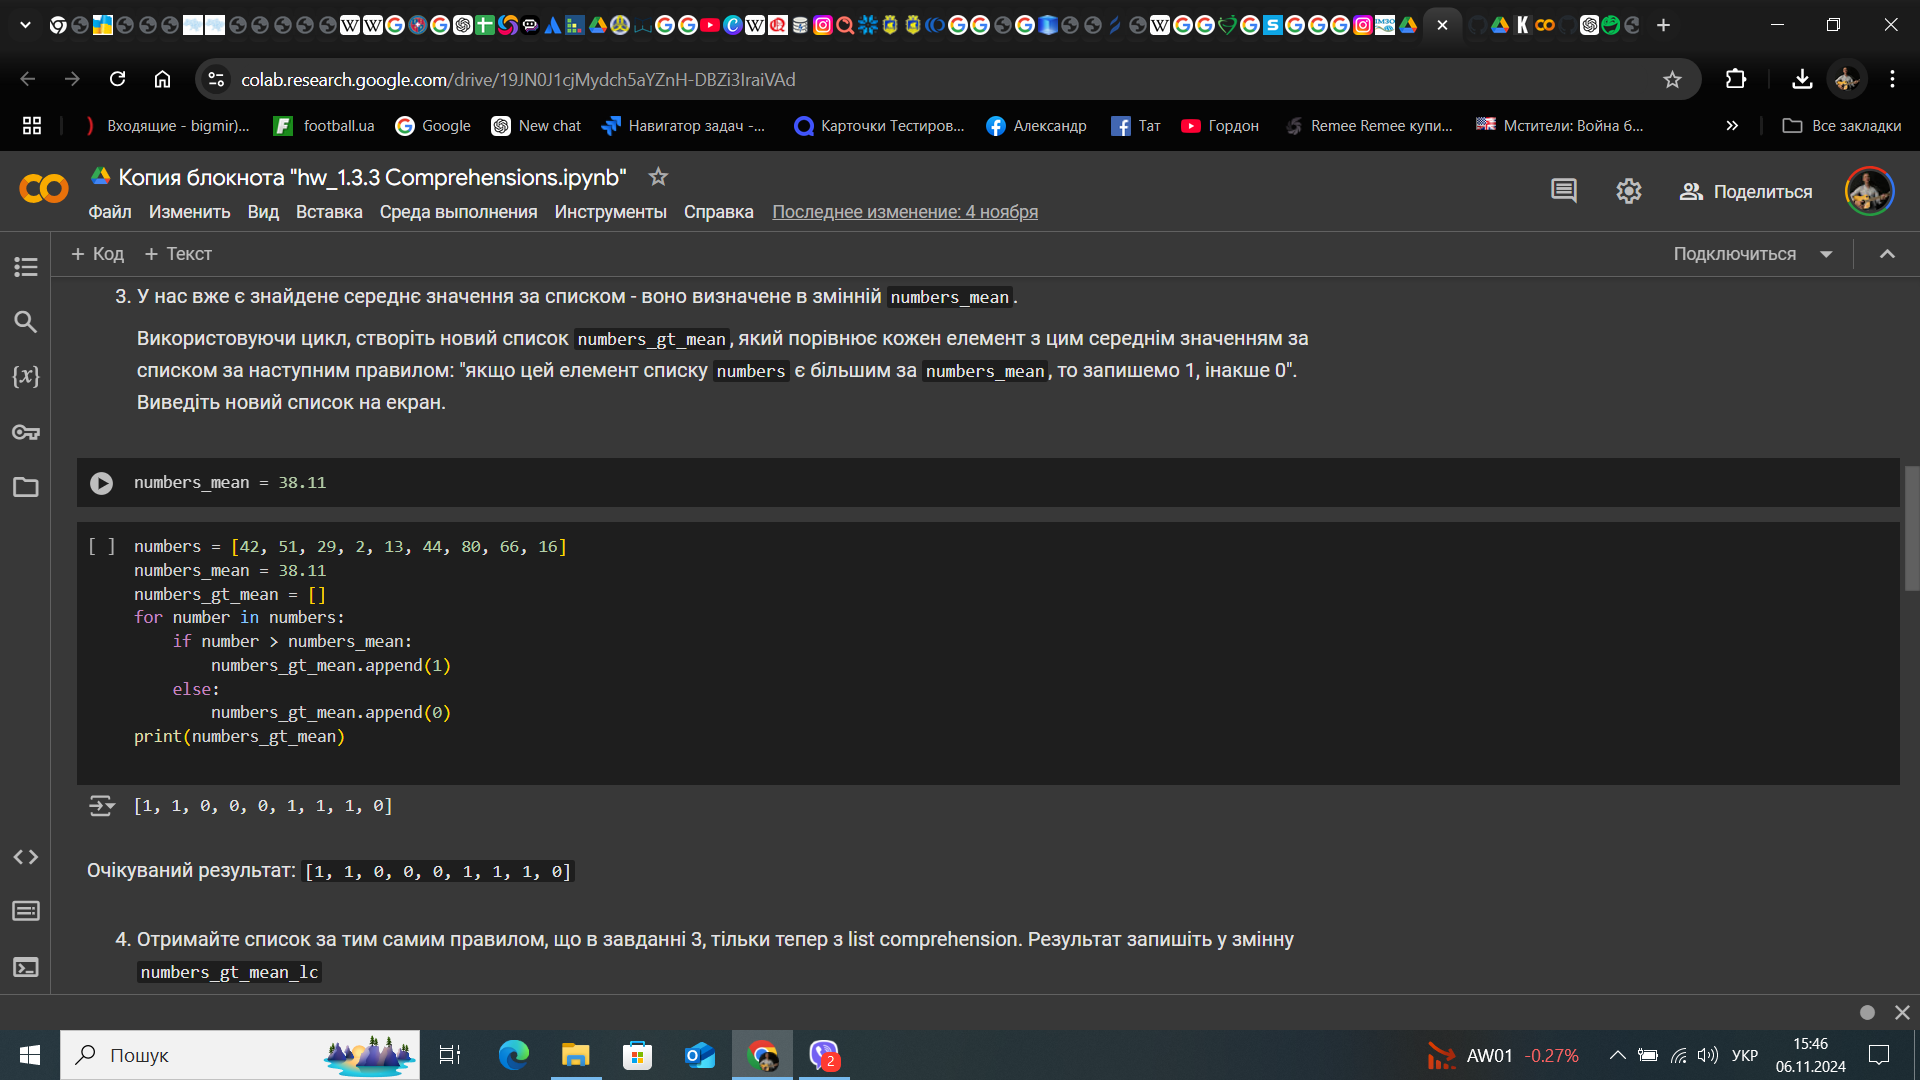 colab.research.google.com/drive/19JN0J1cjMydch5aYZnH-DBZi3IraiVAd
Входящие - bigmir)...
football.ua
Google
New chat
Навигатор задач -...
Карточки Тестиров...
Александр
Тат
Гордон
Remee Remee купи...
Мстители: Война б...
Все закладки
Копия блокнота "hw_1.3.3 Comprehensions.ipynb"
Файл Изменить Вид Вставка Среда выполнения Инструменты Справка Последнее изменение: 4 ноября
Поделиться
+ Код + Текст
Подключиться
3. У нас вже є знайдене середнє значення за списком - воно визначене в змінній numbers_mean.
Використовуючи цикл, створіть новий список numbers_gt_mean, який порівнює кожен елемент з цим середнім значенням за
списком за наступним правилом: "якщо цей елемент списку numbers є більшим за numbers_mean, то запишемо 1, інакше 0".
Виведіть новий список на екран.
numbers_mean = 38.11
[ ] numbers = [42, 51, 29, 2, 13, 44, 80, 66, 16]
numbers_mean = 38.11
numbers_gt_mean = []
for number in numbers:
    if number > numbers_mean:
        numbers_gt_mean.append(1)
    else:
        numbers_gt_mean.append(0)
print(numbers_gt_mean)
[1, 1, 0, 0, 0, 1, 1, 1, 0]
Очікуваний результат: [1, 1, 0, 0, 0, 1, 1, 1, 0]
4. Отримайте список за тим самим правилом, що в завданні 3, тільки тепер з list comprehension. Результат запишіть у змінну
numbers_gt_mean_lc
Пошук
2
AW01 -0.27%
УКР
15:46
06.11.2024